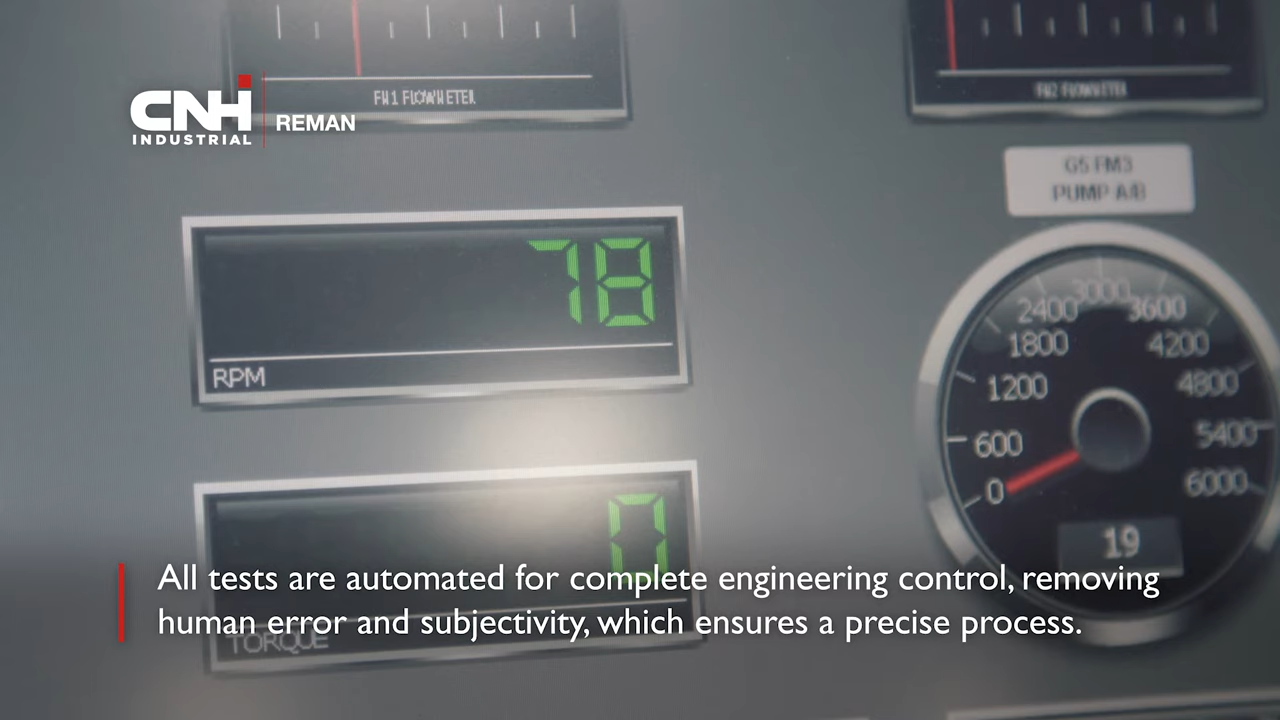 FM1 FLOWMETER
FM2 FLOWMETER
CNH
INDUSTRIAL
REMAN
G5 FM3
PUMP A/B
78
RPM
0
TORQUE
0
600
1200
1800
2400
3000
3600
4200
4800
5400
6000
19
All tests are automated for complete engineering control, removing
human error and subjectivity, which ensures a precise process.